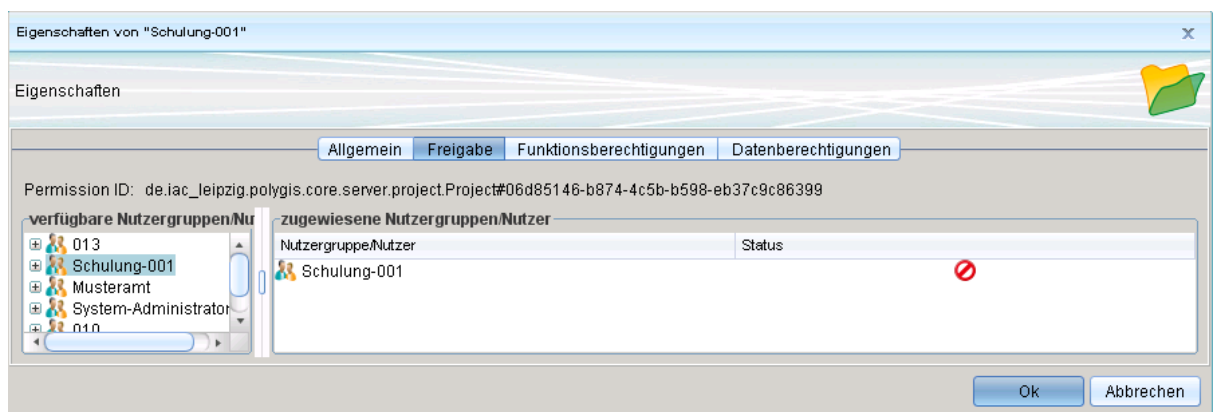 Eigenschaften von "Schulung-001"
Eigenschaften
Allgemein Freigabe Funktionsberechtigungen Datenberechtigungen
Permission ID: de.iac_leipzig.polygis.core.server.project.Project#06d85146-b874-4c5b-b598-eb37c9c86399
verfügbare Nutzergruppen/Nu
013
Schulung-001
Musteramt
System-Administrator
010
zugewiesene Nutzergruppen/Nutzer
Nutzergruppe/Nutzer Status
Schulung-001
Ok Abbrechen